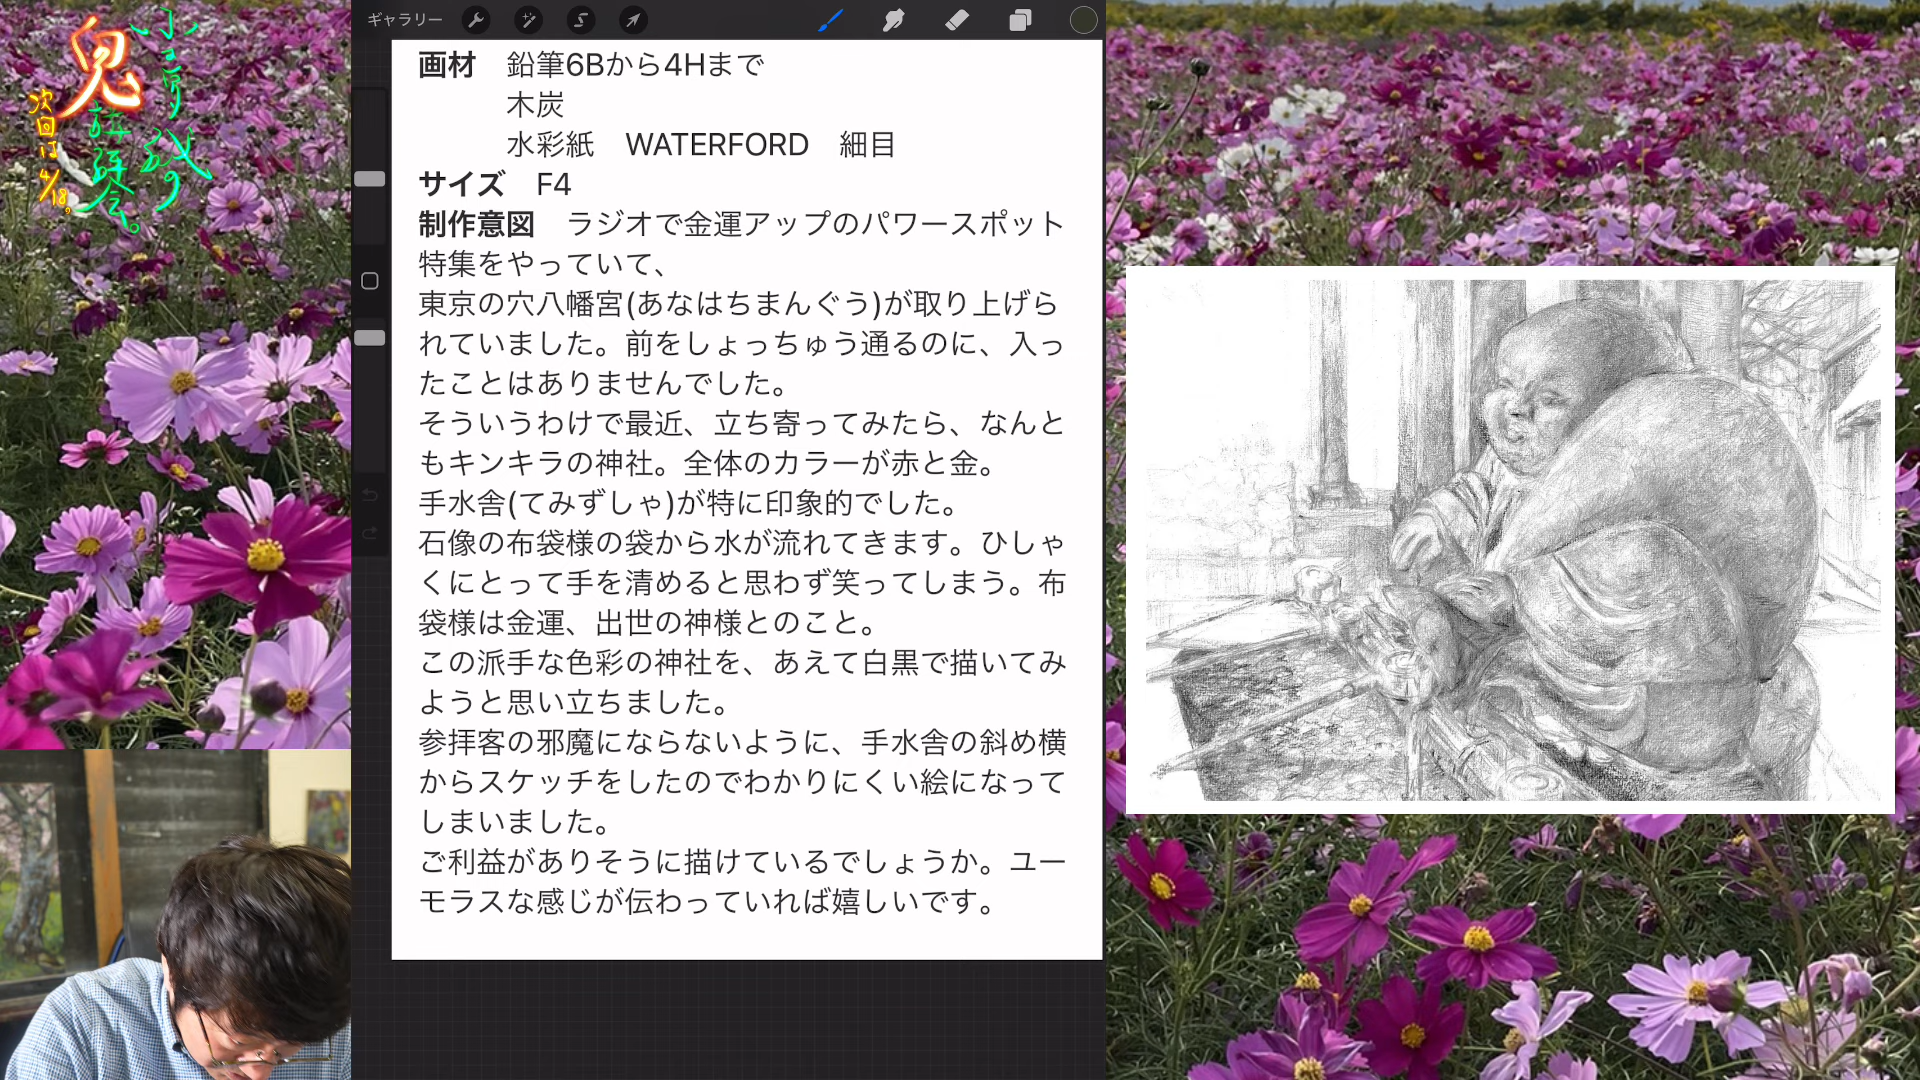 鬼
講評会。
次回は
4/18。
ギャラリー
画材　鉛筆6Bから4Hまで
木炭
水彩紙　WATERFORD　細目
サイズ　F4
制作意図　ラジオで金運アップのパワースポット
特集をやっていて、
東京の穴八幡宮(あなはちまんぐう)が取り上げら
れていました。前をしょっちゅう通るのに、入っ
たことはありませんでした。
そういうわけで最近、立ち寄ってみたら、なんと
もキンキラの神社。全体のカラーが赤と金。
手水舎(てみずしゃ)が特に印象的でした。
石像の布袋様の袋から水が流れてきます。ひしゃ
くにとって手を清めると思わず笑ってしまう。布
袋様は金運、出世の神様とのこと。
この派手な色彩の神社を、あえて白黒で描いてみ
ようと思い立ちました。
参拝客の邪魔にならないように、手水舎の斜め横
からスケッチをしたのでわかりにくい絵になって
しまいました。
ご利益がありそうに描けているでしょうか。ユー
モラスな感じが伝わっていれば嬉しいです。